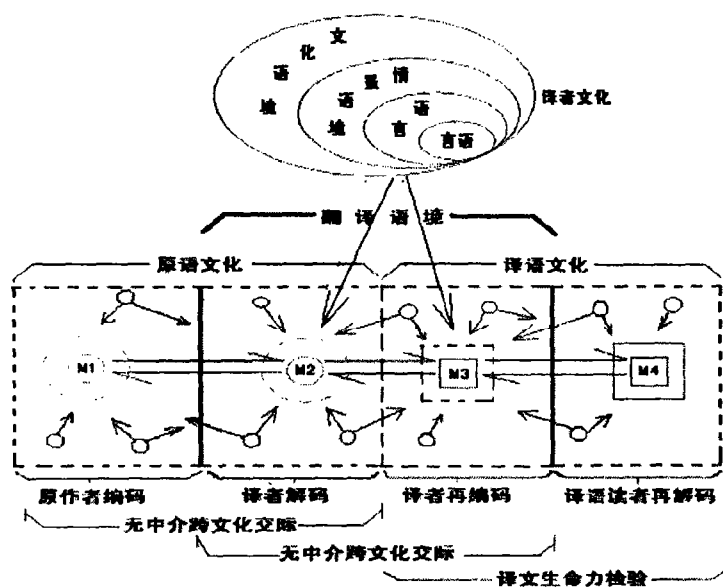 文化语境
情景语境
语言
言语
译者文化
翻译语境
原语文化
译语文化
M1
M2
M3
M4
原作者编码
译者解码
译者再编码
译语读者再解码
无中介跨文化交际
无中介跨文化交际
译文生命力检验